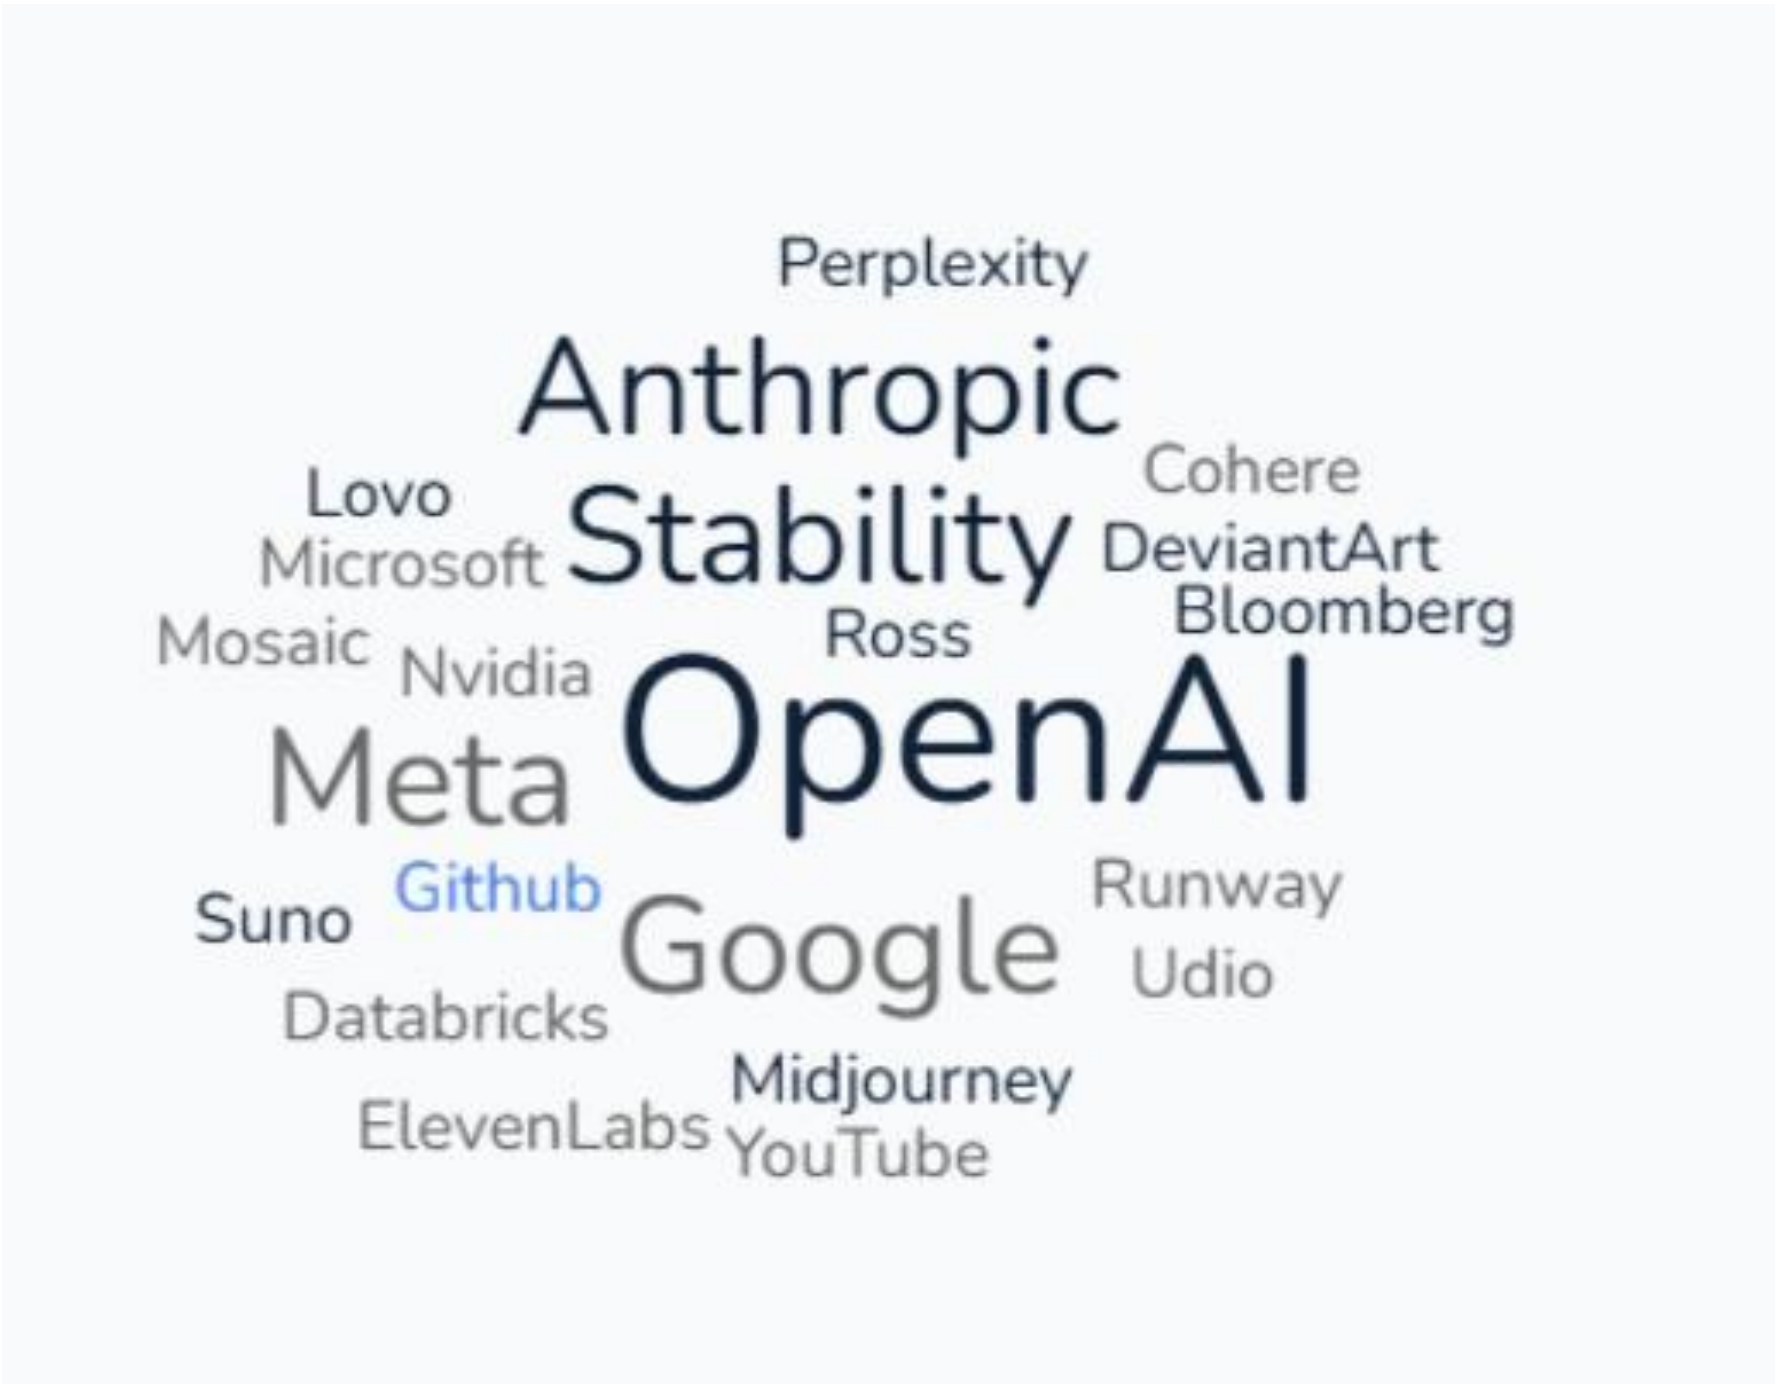 Perplexity
Anthropic
Cohere
Lovo
Stability
DeviantArt
Microsoft
Bloomberg
Ross
Mosaic
Nvidia
OpenAI
Meta
Github
Runway
Suno
Google
Udio
Databricks
Midjourney
ElevenLabs
YouTube